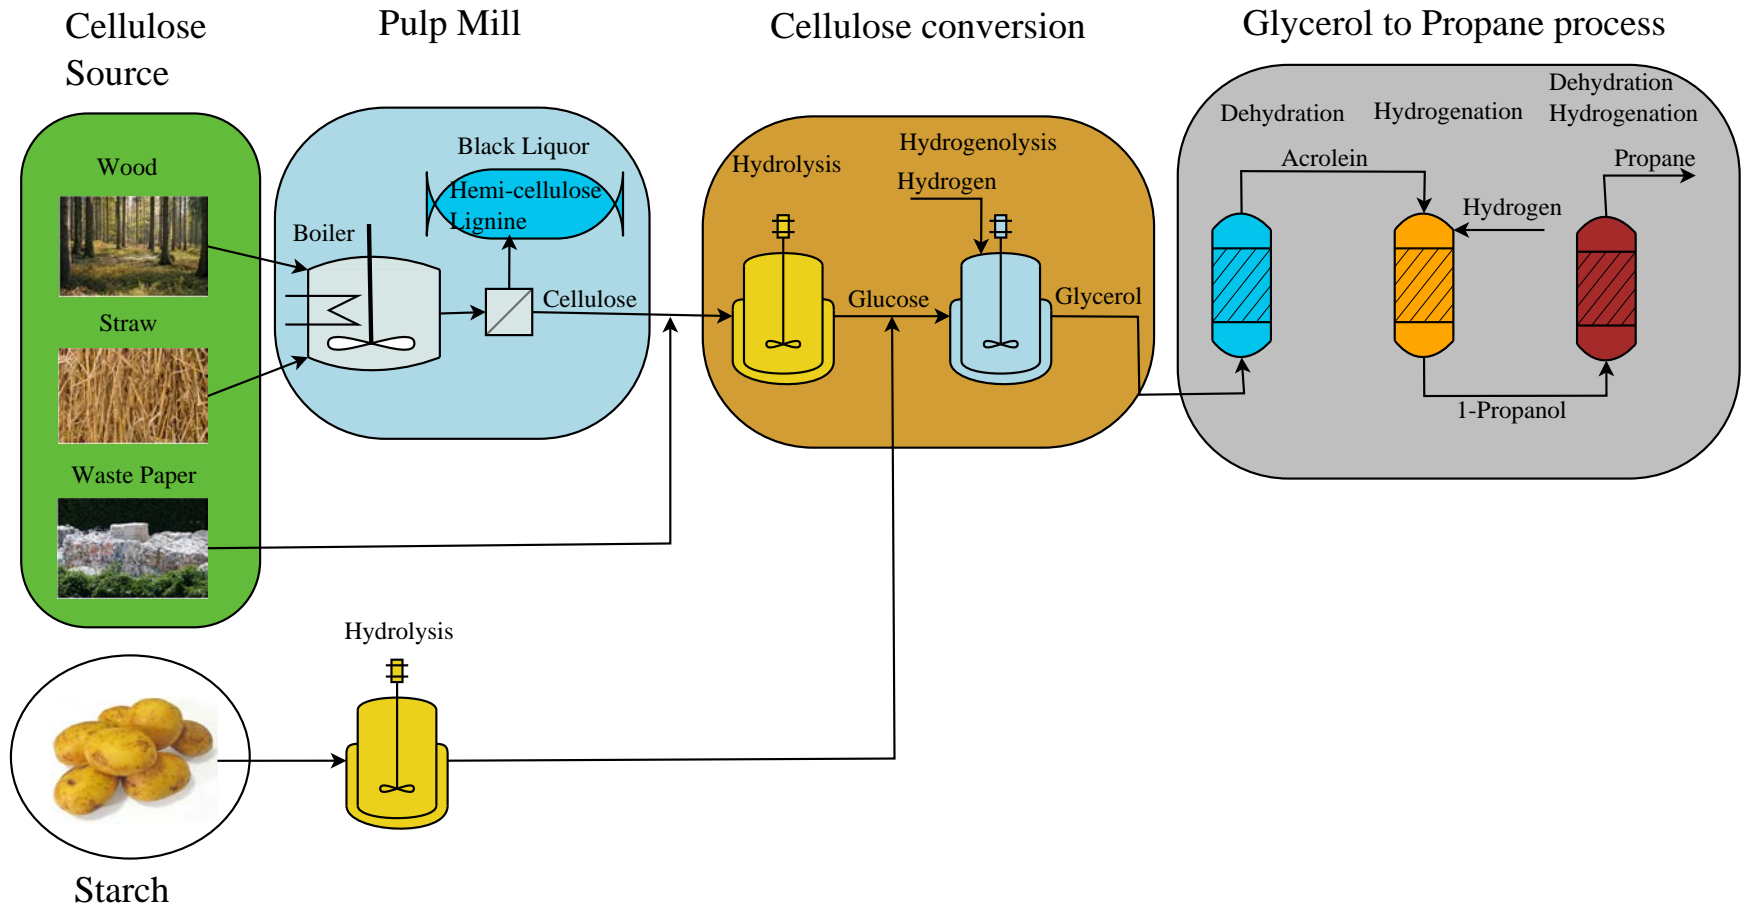 Cellulose
Source
Pulp Mill
Cellulose conversion
Glycerol to Propane process
Wood
Straw
Waste Paper
Boiler
Black Liquor
Hemi-cellulose
Lignine
Cellulose
Hydrolysis
Hydrogenolysis
Hydrogen
Glucose
Glycerol
Dehydration
Hydrogenation
Dehydration
Hydrogenation
Acrolein
Propane
Hydrogen
1-Propanol
Hydrolysis
Starch